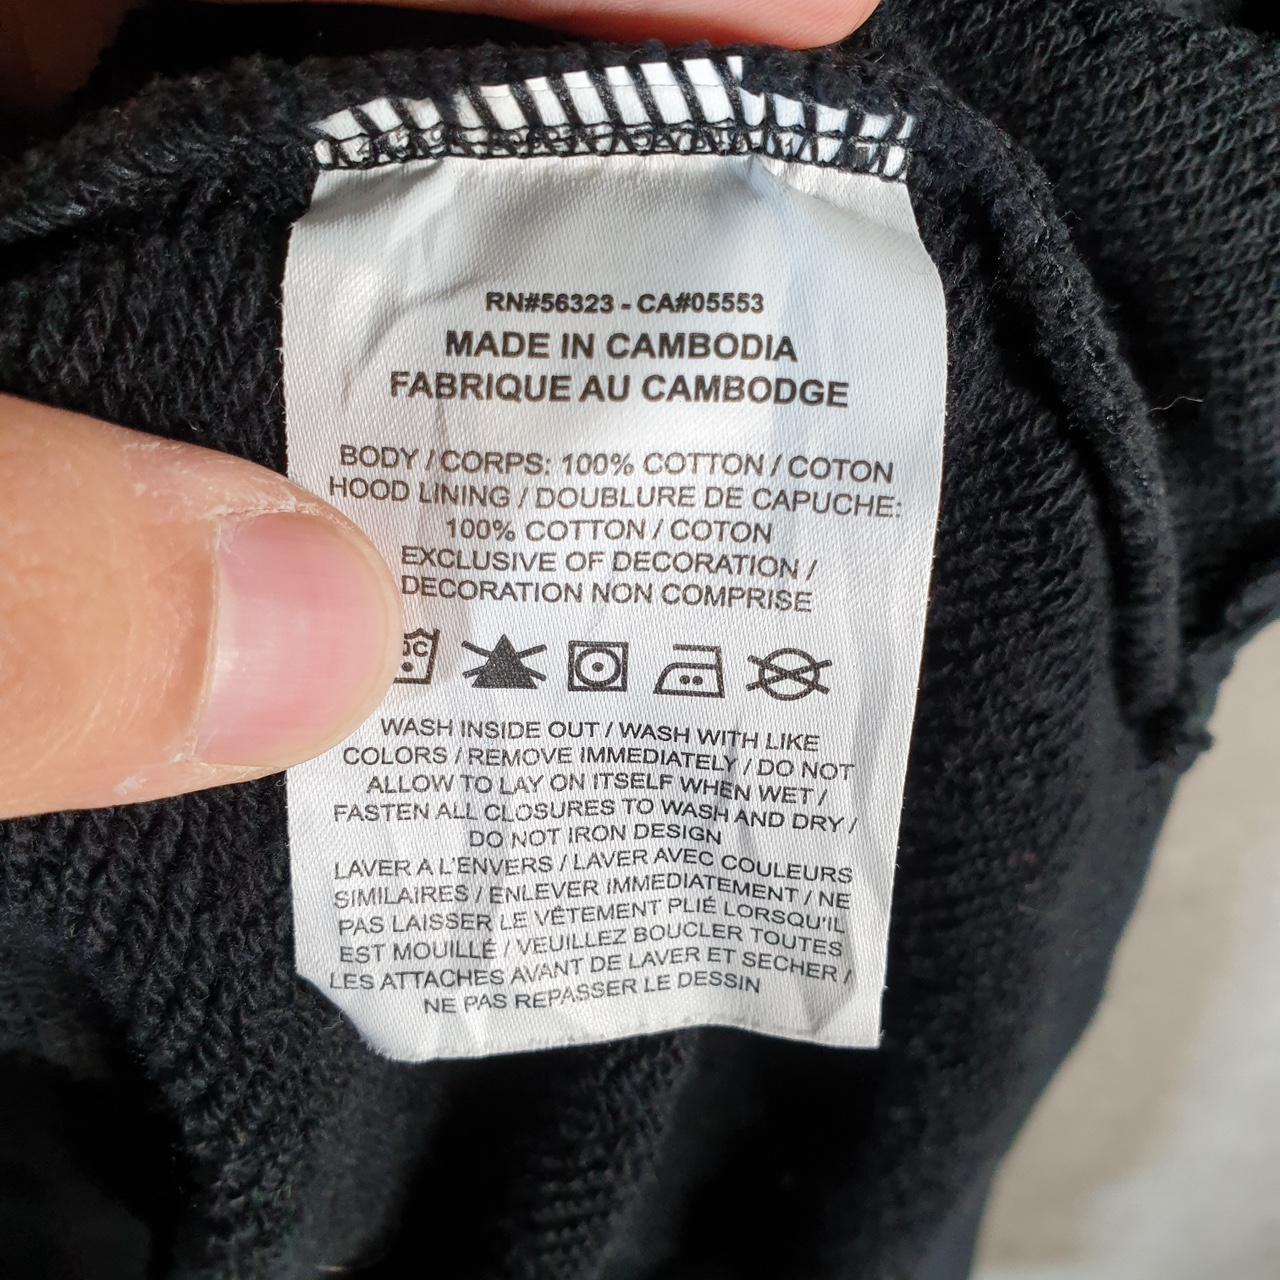 RN#56323 - CA#05553
MADE IN CAMBODIA
FABRIQUE AU CAMBODGE
BODY / CORPS: 100% COTTON / COTON
HOOD LINING / DOUBLURE DE CAPUCHE:
100% COTTON / COTON
EXCLUSIVE OF DECORATION /
DECORATION NON COMPRISE
WASH INSIDE OUT / WASH WITH LIKE
COLORS / REMOVE IMMEDIATELY / DO NOT
ALLOW TO LAY ON ITSELF WHEN WET /
FASTEN ALL CLOSURES TO WASH AND DRY /
DO NOT IRON DESIGN
LAVER A L'ENVERS / LAVER AVEC COULEURS
SIMILAIRES / ENLEVER IMMEDIATEMENT / NE
PAS LAISSER LE VÊTEMENT PLIÉ LORSQU'IL
EST MOUILLÉ / VEUILLEZ BOUCLER TOUTES
LES ATTACHES AVANT DE LAVER ET SECHER /
NE PAS REPASSER LE DESSIN